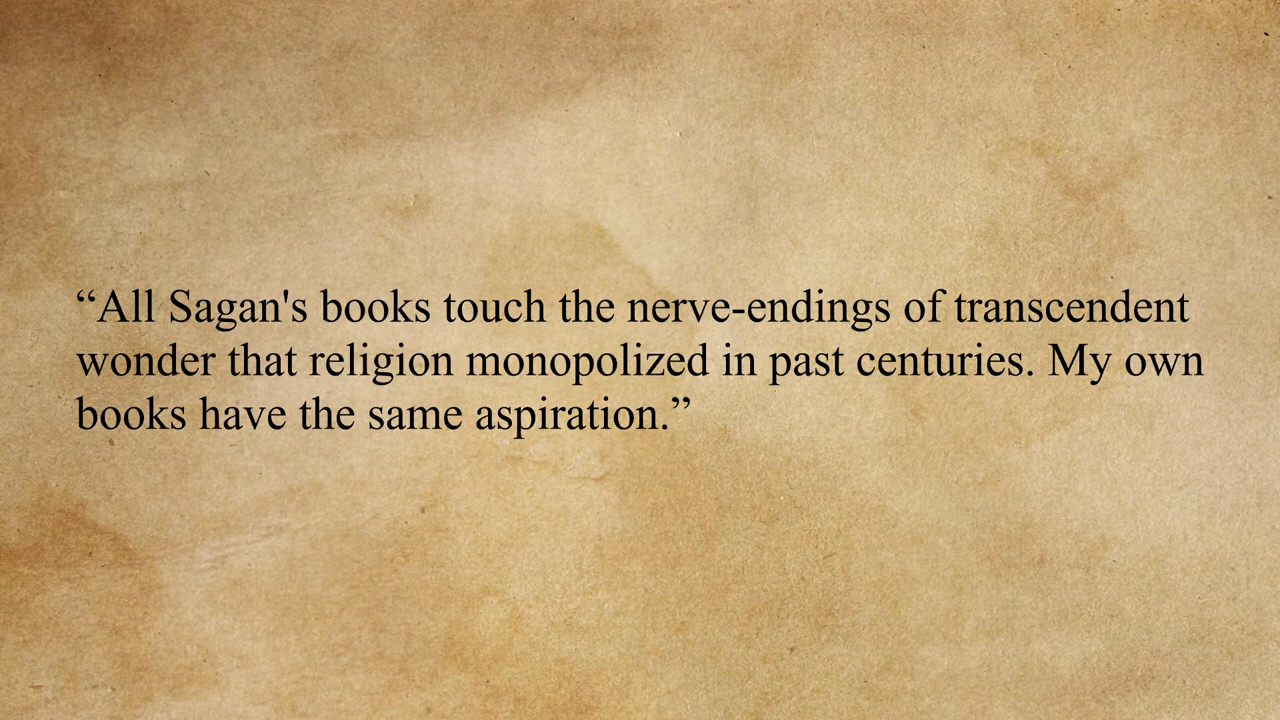 “All Sagan's books touch the nerve-endings of transcendent
wonder that religion monopolized in past centuries. My own
books have the same aspiration.”